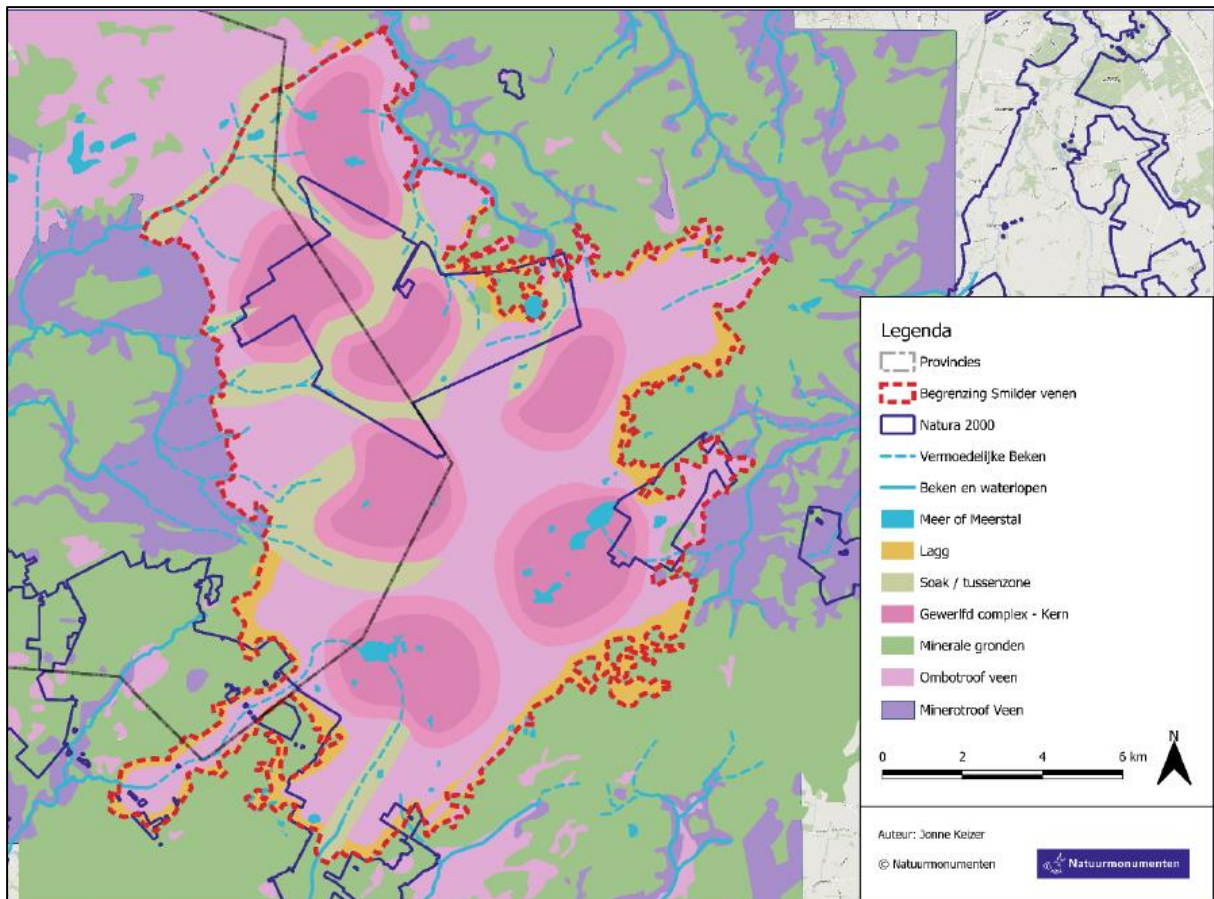 Legenda
Provincies
Begrenzing Smilder venen
Natura 2000
Vermoedelijke Beken
Beken en waterlopen
Meer of Meerstal
Lagg
Soak / tussenzone
Gewerlfd complex - Kern
Minerale gronden
Ombotroof veen
Minerotroof Veen
N
0 2 4 6 km
Auteur: Jonne Keizer
© Natuurmonumenten
Natuurmonumenten